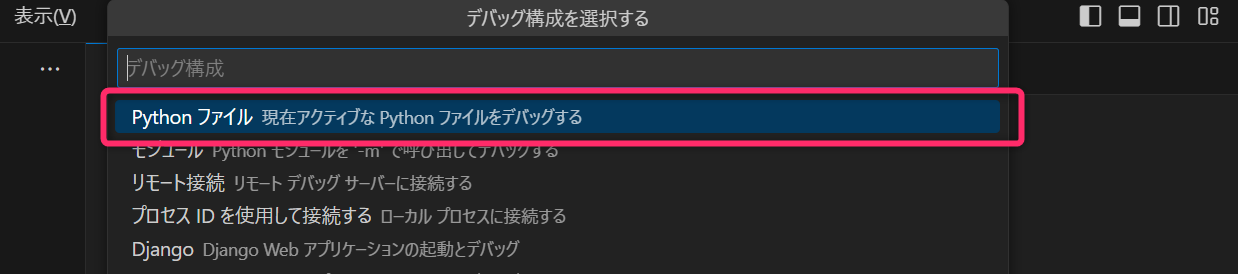 表示(V)
デバッグ構成を選択する
デバッグ構成
Python ファイル 現在アクティブな Python ファイルをデバッグする
モジュール Python モジュールを '-m' で呼び出してデバッグする
リモート接続 リモート デバッグ サーバーに接続する
プロセス ID を使用して接続する ローカル プロセスに接続する
Django Django Web アプリケーションの起動とデバッグ